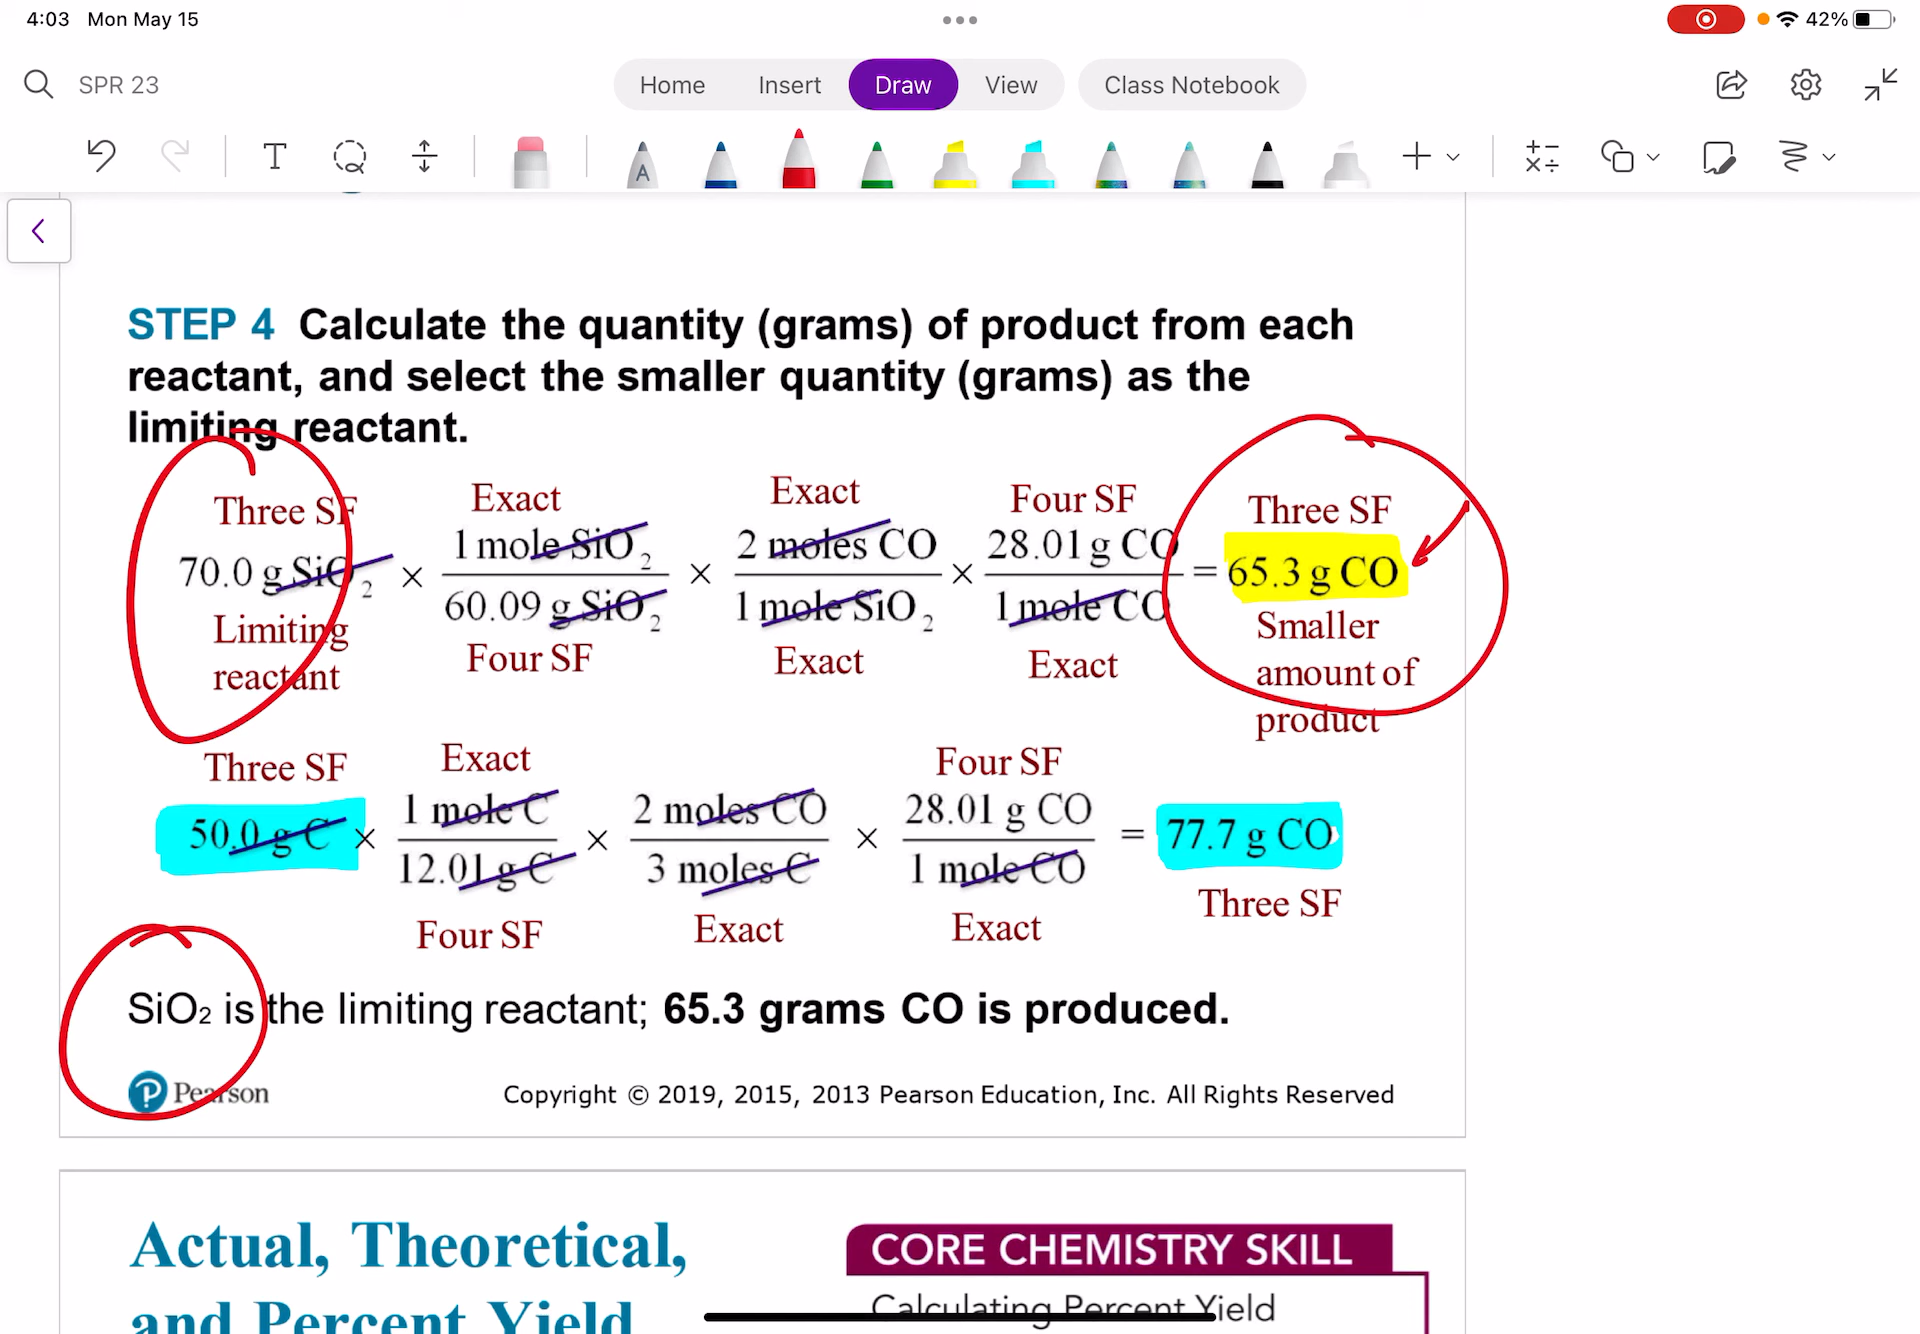 4:03 Mon May 15
42%
SPR 23
Home Insert Draw View Class Notebook
T A
STEP 4 Calculate the quantity (grams) of product from each
reactant, and select the smaller quantity (grams) as the
limiting reactant.
Three SF Exact Exact Four SF Three SF
1 mole SiO₂ 2 moles CO 28.01 g CO
70.0 g SiO₂ × × × = 65.3 g CO
60.09 g SiO₂ 1 mole SiO₂ 1 mole CO
Limiting Four SF Exact Exact Smaller
reactant amount of
product
Three SF Exact Four SF
1 mole C 2 moles CO 28.01 g CO
50.0 g C × × × = 77.7 g CO
12.01 g C 3 moles C 1 mole CO
Four SF Exact Exact Three SF
SiO₂ is the limiting reactant; 65.3 grams CO is produced.
P Pearson
Copyright © 2019, 2015, 2013 Pearson Education, Inc. All Rights Reserved
Actual, Theoretical,
and Percent Yield
CORE CHEMISTRY SKILL
Calculating Percent Yield